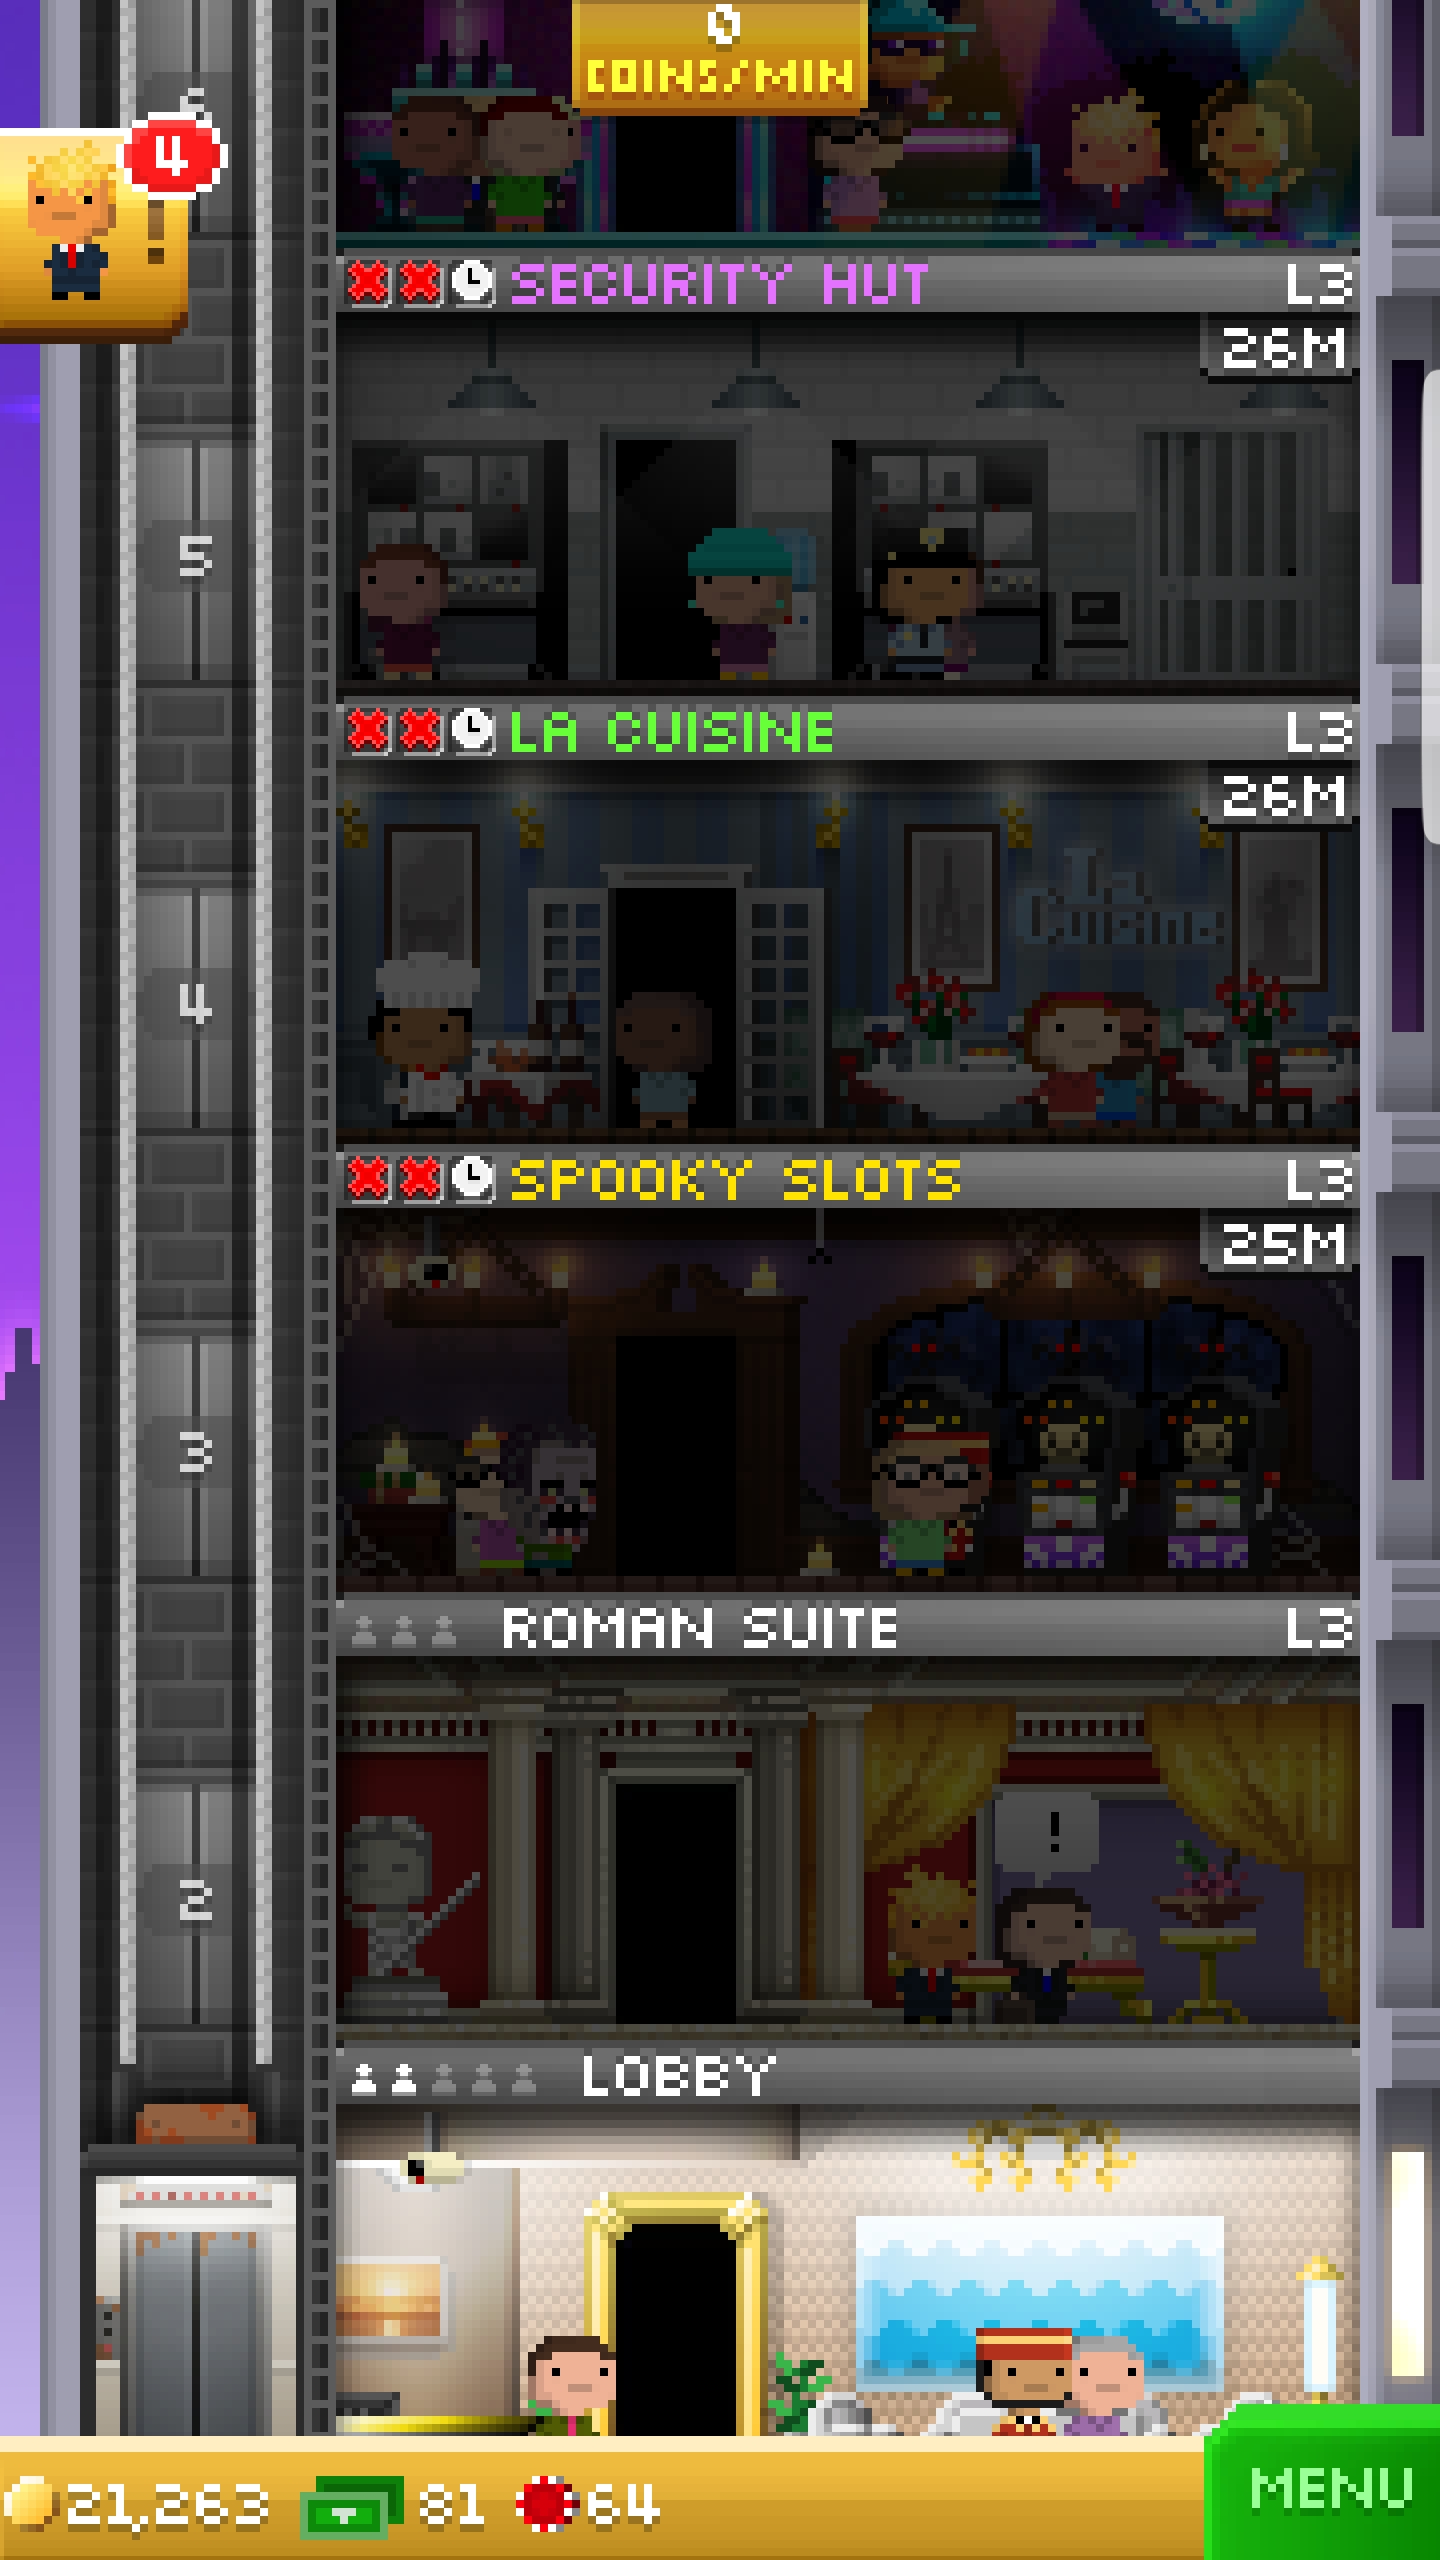 0
COINS/MIN
6
4
!
SECURITY HUT L3
26M
5
LA CUISINE L3
26M
La
Cuisine
4
SPOOKY SLOTS L3
25M
3
ROMAN SUITE L3
!
2
LOBBY
21,263 81 64
MENU